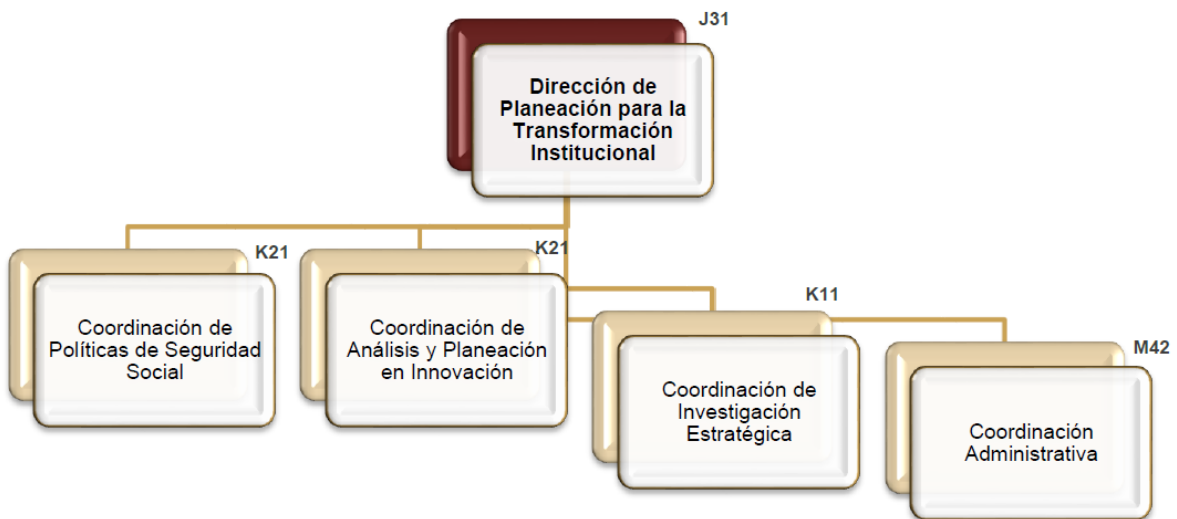 J31
Dirección de
Planeación para la
Transformación
Institucional
K21
Coordinación de
Políticas de Seguridad
Social
K21
Coordinación de
Análisis y Planeación
en Innovación
K11
Coordinación de
Investigación
Estratégica
M42
Coordinación
Administrativa